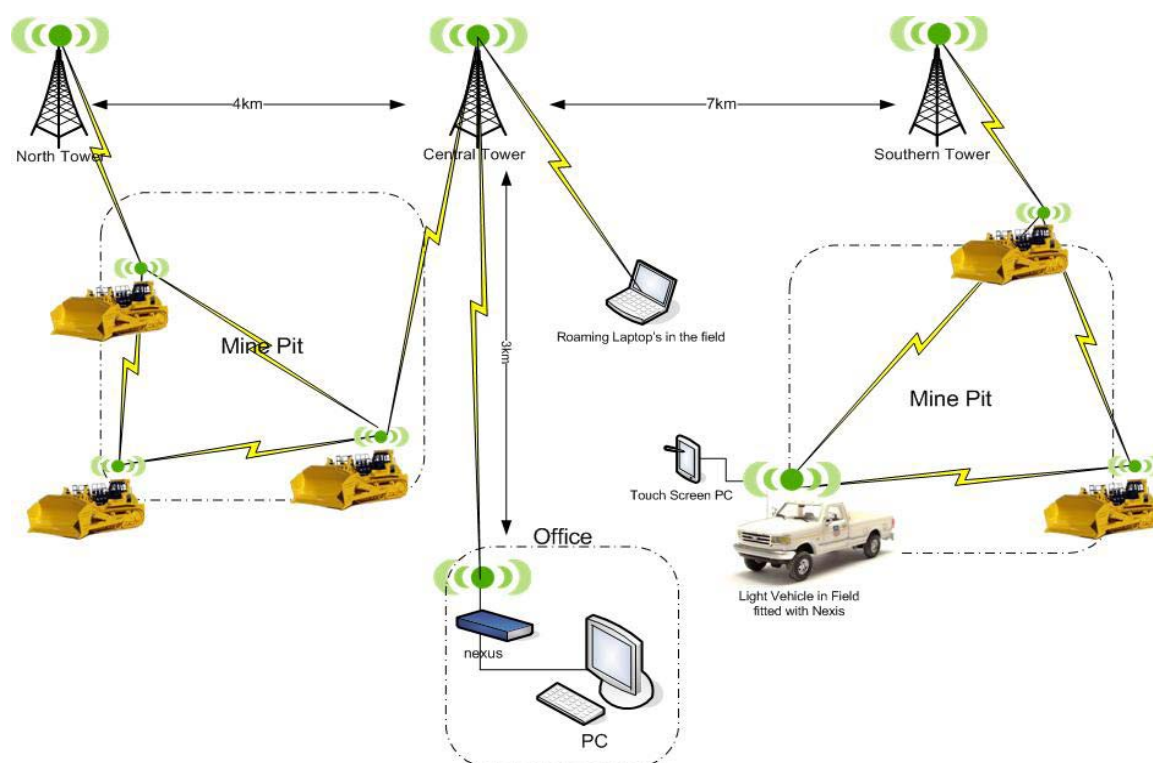 4km
7km
North Tower
Central Tower
Southern Tower
3km
Roaming Laptop's in the field
Mine Pit
Mine Pit
Touch Screen PC
Office
Light Vehicle in Field
fitted with Nexis
nexus
PC